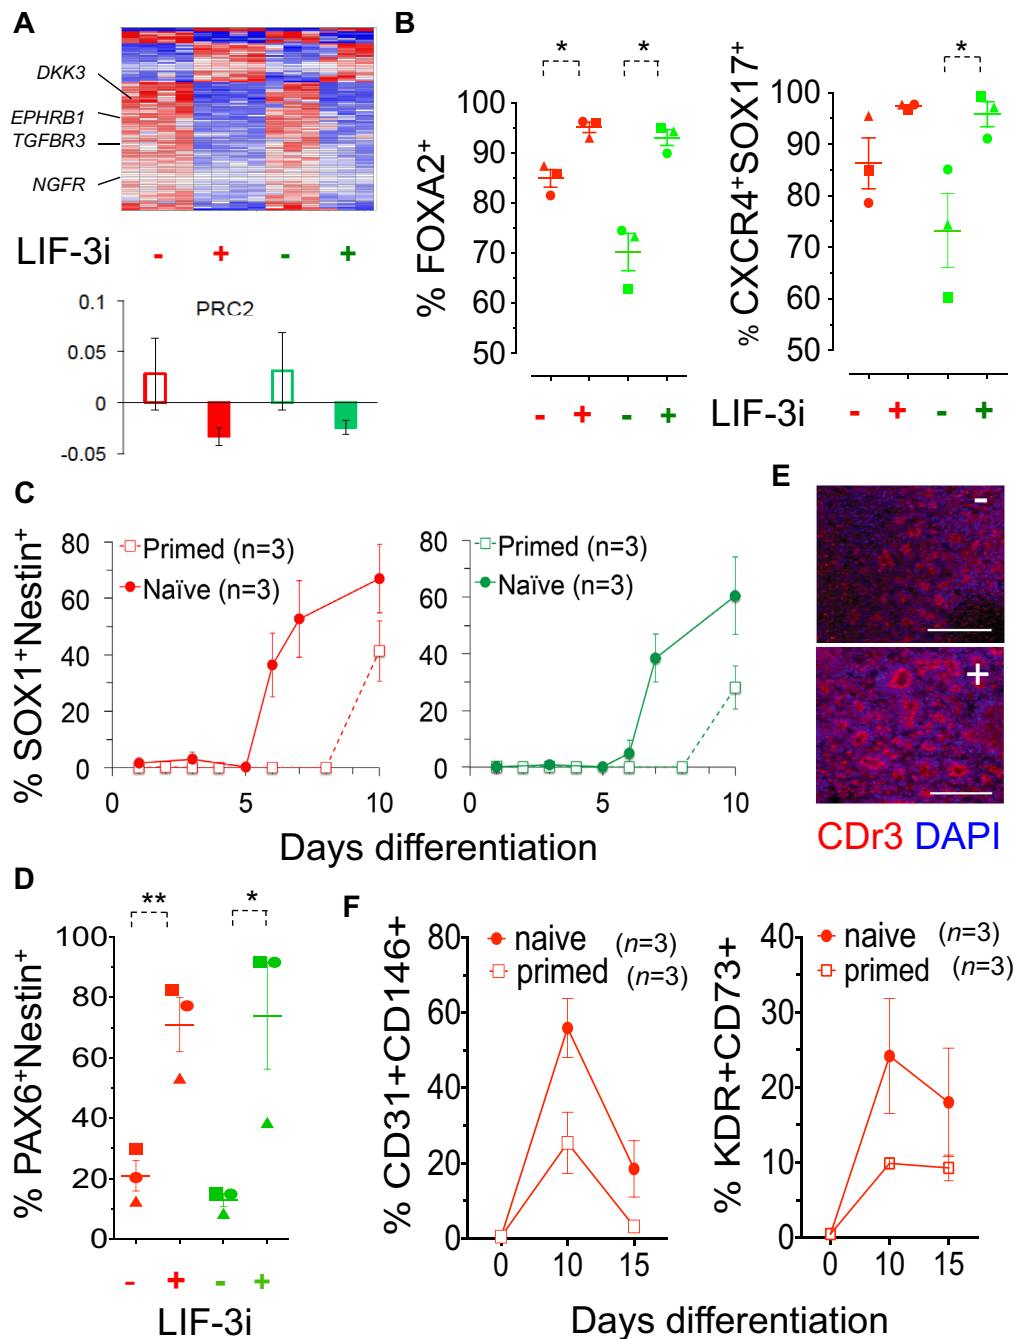 A
DKK3
EPHRB1
TGFBR3
NGFR
LIF-3i - + - +
PRC2
0.1
0.05
0
-0.05
B
* *
% FOXA2+
100
90
80
70
60
50
- + - +
*
% CXCR4+SOX17+
100
90
80
70
60
50
LIF-3i - + - +
C
% SOX1+Nestin+
80
60
40
20
0
Primed (n=3)
Naïve (n=3)
0 5 10
80
60
40
20
0
Primed (n=3)
Naïve (n=3)
0 5 10
Days differentiation
E
-
+
CDr3 DAPI
D
** *
% PAX6+Nestin+
100
80
60
40
20
0
- + - +
LIF-3i
F
% CD31+CD146+
80
60
40
20
0
naive (n=3)
primed (n=3)
0 10 15
% KDR+CD73+
40
30
20
10
0
naive (n=3)
primed (n=3)
0 10 15
Days differentiation